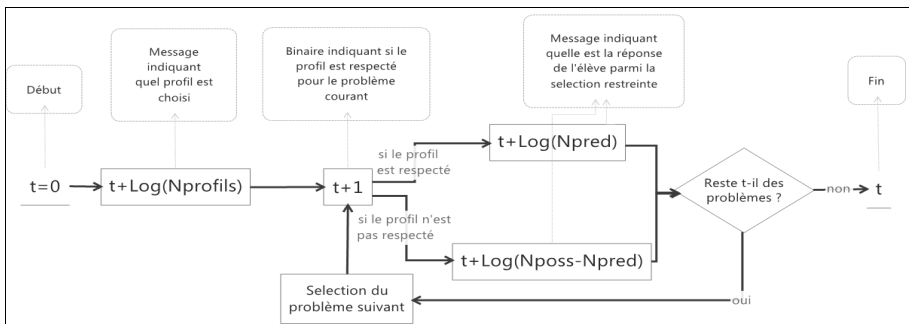 Début
Message
indiquant
quel profil est
choisi
Binaire indiquant si le
profil est respecté
pour le problème
courant
Message indiquant
quelle est la réponse
de l'élève parmi la
selection restreinte
Fin
t=0
t+Log(Nprofils)
t+1
si le profil
est respecté
t+Log(Npred)
si le profil n'est
pas respecté
t+Log(Nposs-Npred)
Reste t-il des
problèmes ?
non
t
oui
Selection du
problème suivant